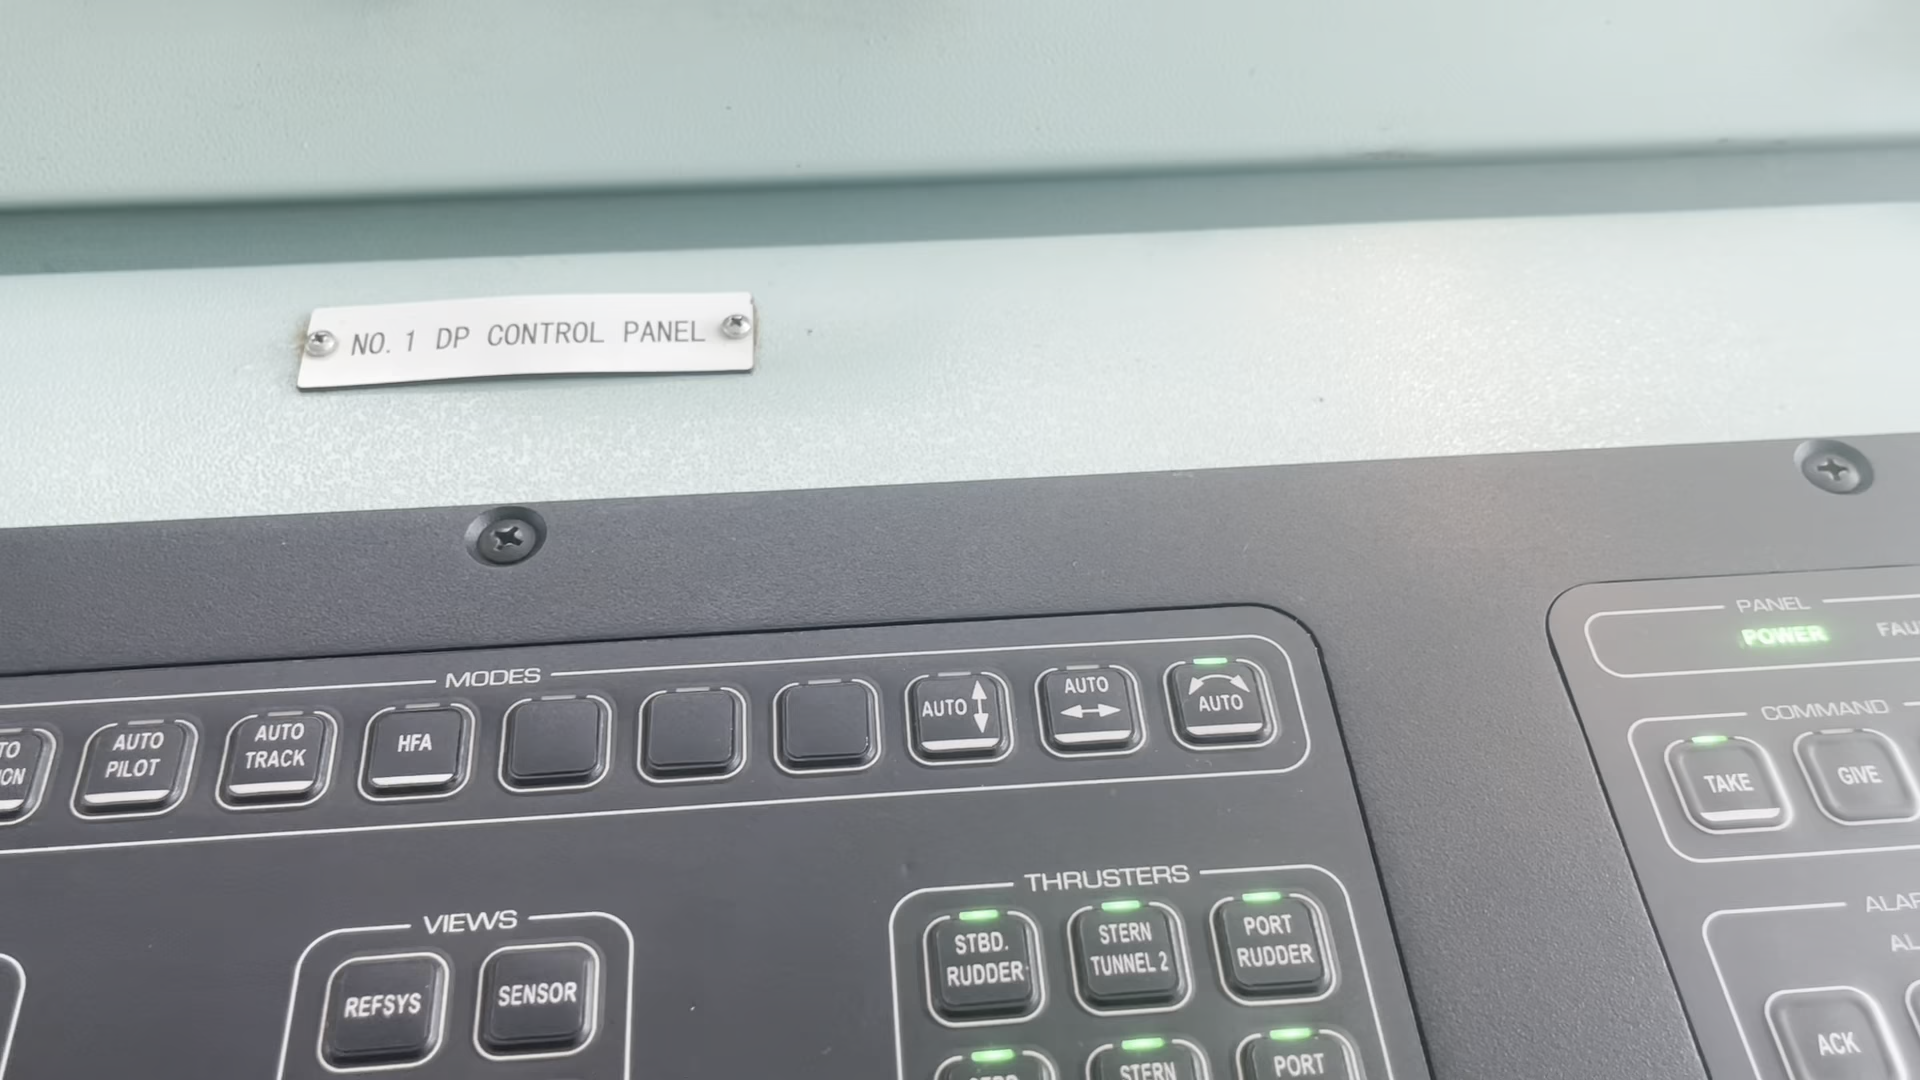 NO. 1 DP CONTROL PANEL
PANEL
POWER
MODES
COMMAND
AUTO
PILOT
AUTO
TRACK
HFA
AUTO
AUTO
AUTO
TAKE
GIVE
VIEWS
THRUSTERS
REFSYS
SENSOR
STBD.
RUDDER
STERN
TUNNEL 2
PORT
RUDDER
STERN
PORT
ACK